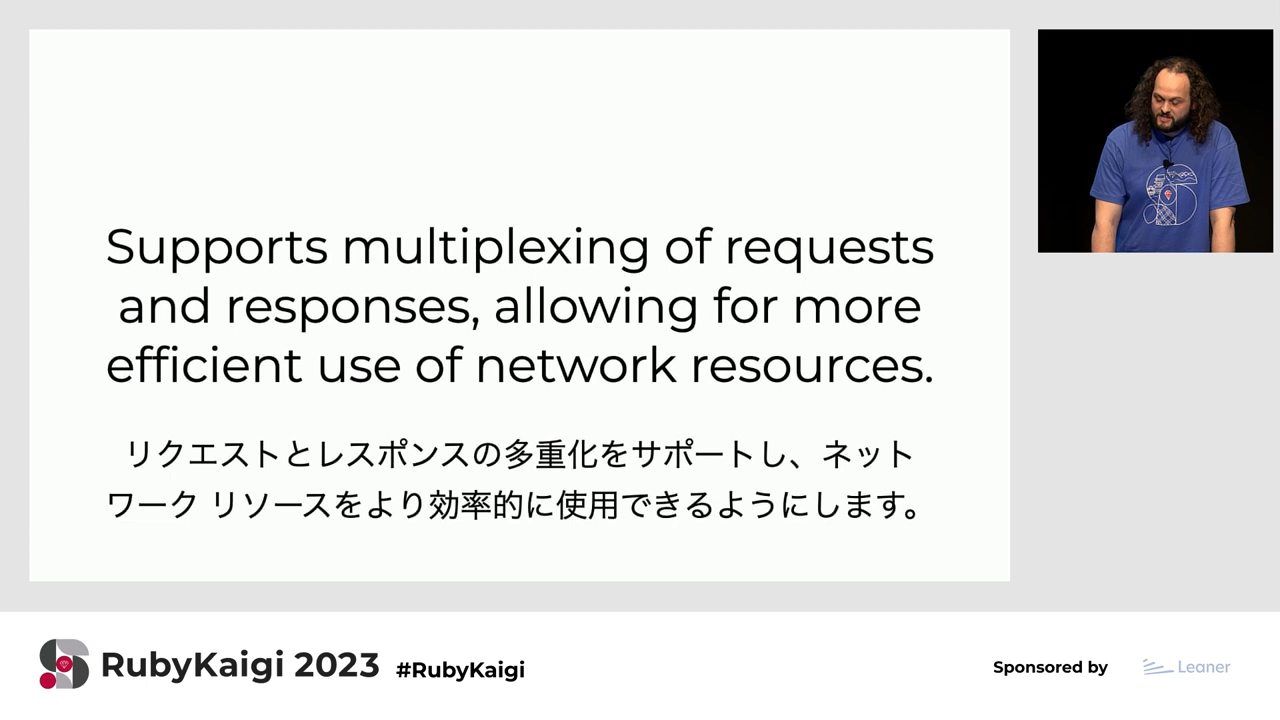 Supports multiplexing of requests
and responses, allowing for more
efficient use of network resources.
リクエストとレスポンスの多重化をサポートし、ネット
ワーク リソースをより効率的に使用できるようにします。
RubyKaigi 2023 #RubyKaigi
Sponsored by Leaner